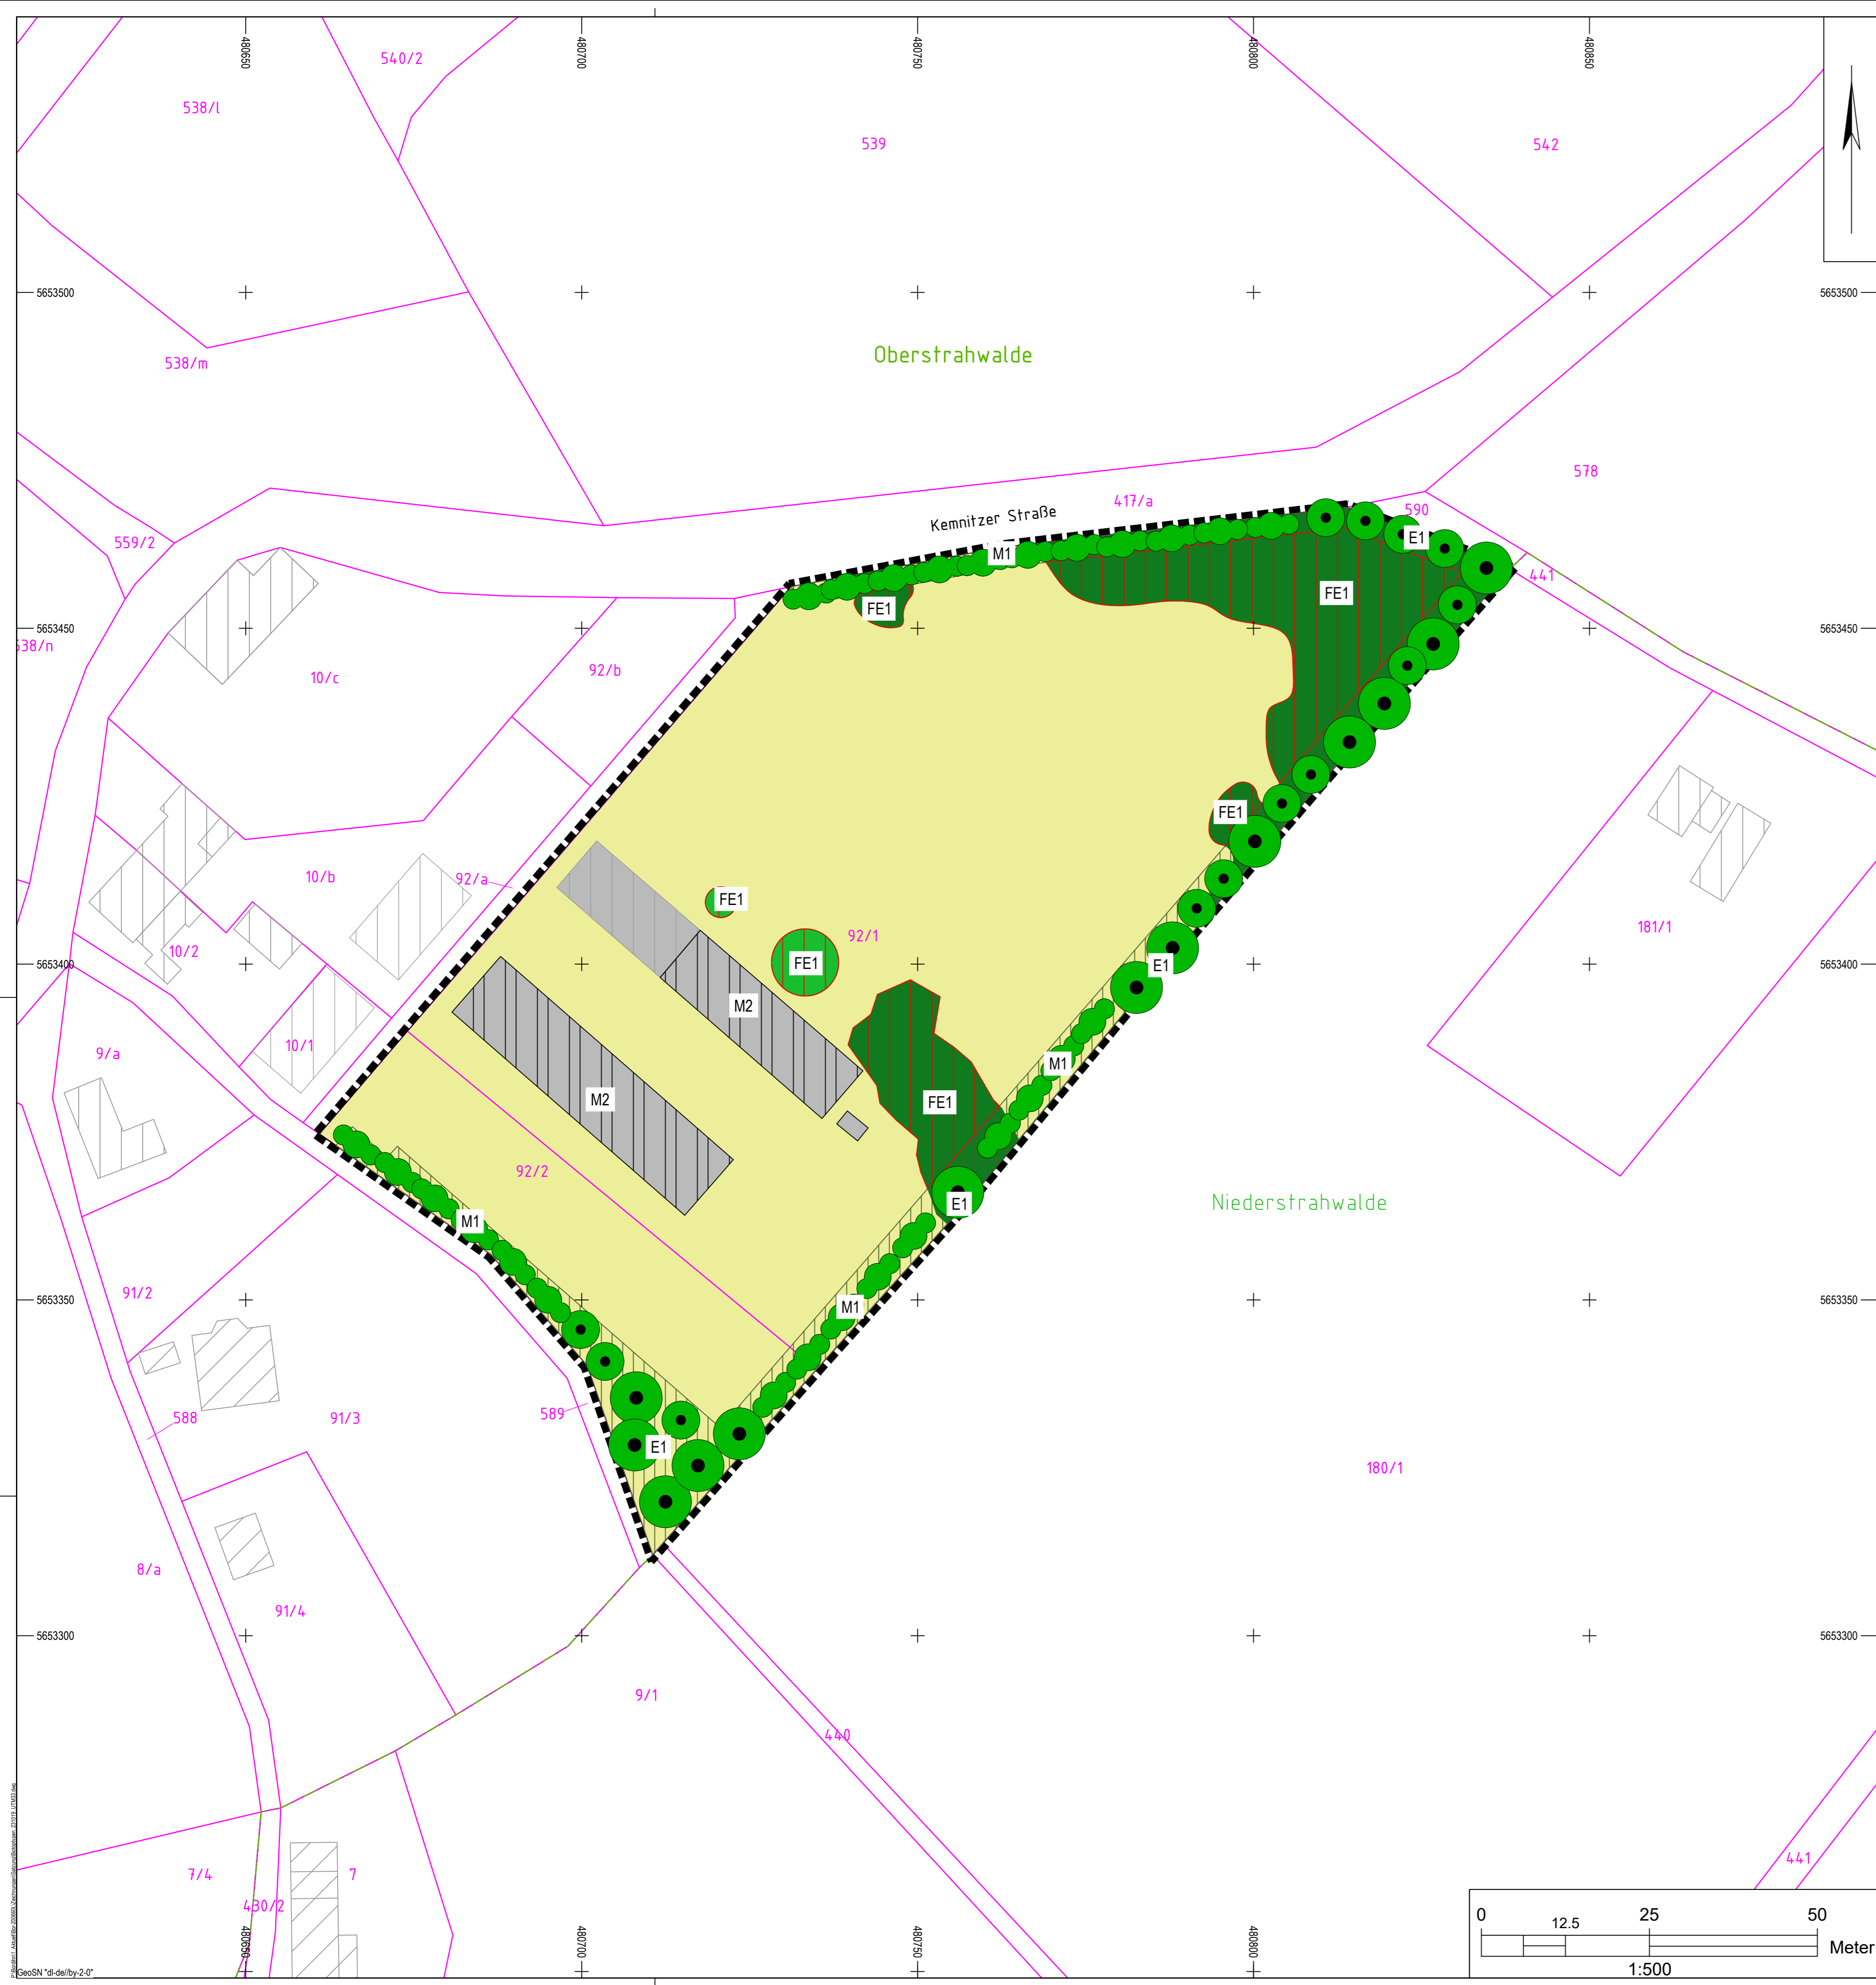 480650
480700
480750
480800
480850
540/2
538/l
539
542
5653500
5653500
Oberstrahwalde
538/m
578
417/a
590
Kemnitzer Straße
559/2
E1
M1
441
FE1
FE1
5653450
5653450
538/n
92/b
10/c
FE1
10/b
92/a
FE1
181/1
92/1
10/2
5653400
FE1
E1
5653400
M2
10/1
9/a
M1
M2
FE1
92/2
Niederstrahwalde
E1
M1
91/2
5653350
M1
5653350
588
91/3
589
E1
180/1
8/a
91/4
5653300
5653300
9/1
440
441
7/4
7
430/2
0
12.5
25
50
Meter
1:500
480650
480700
480750
480800
GeoSN "dl-de//by-2-0"